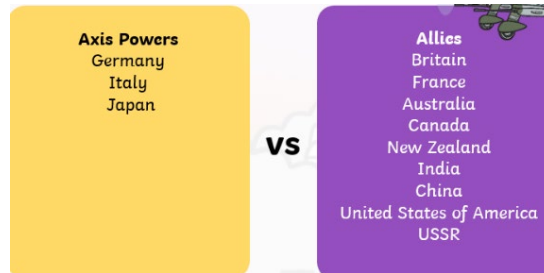 Axis Powers
Germany
Italy
Japan
vs
Allies
Britain
France
Australia
Canada
New Zealand
India
China
United States of America
USSR